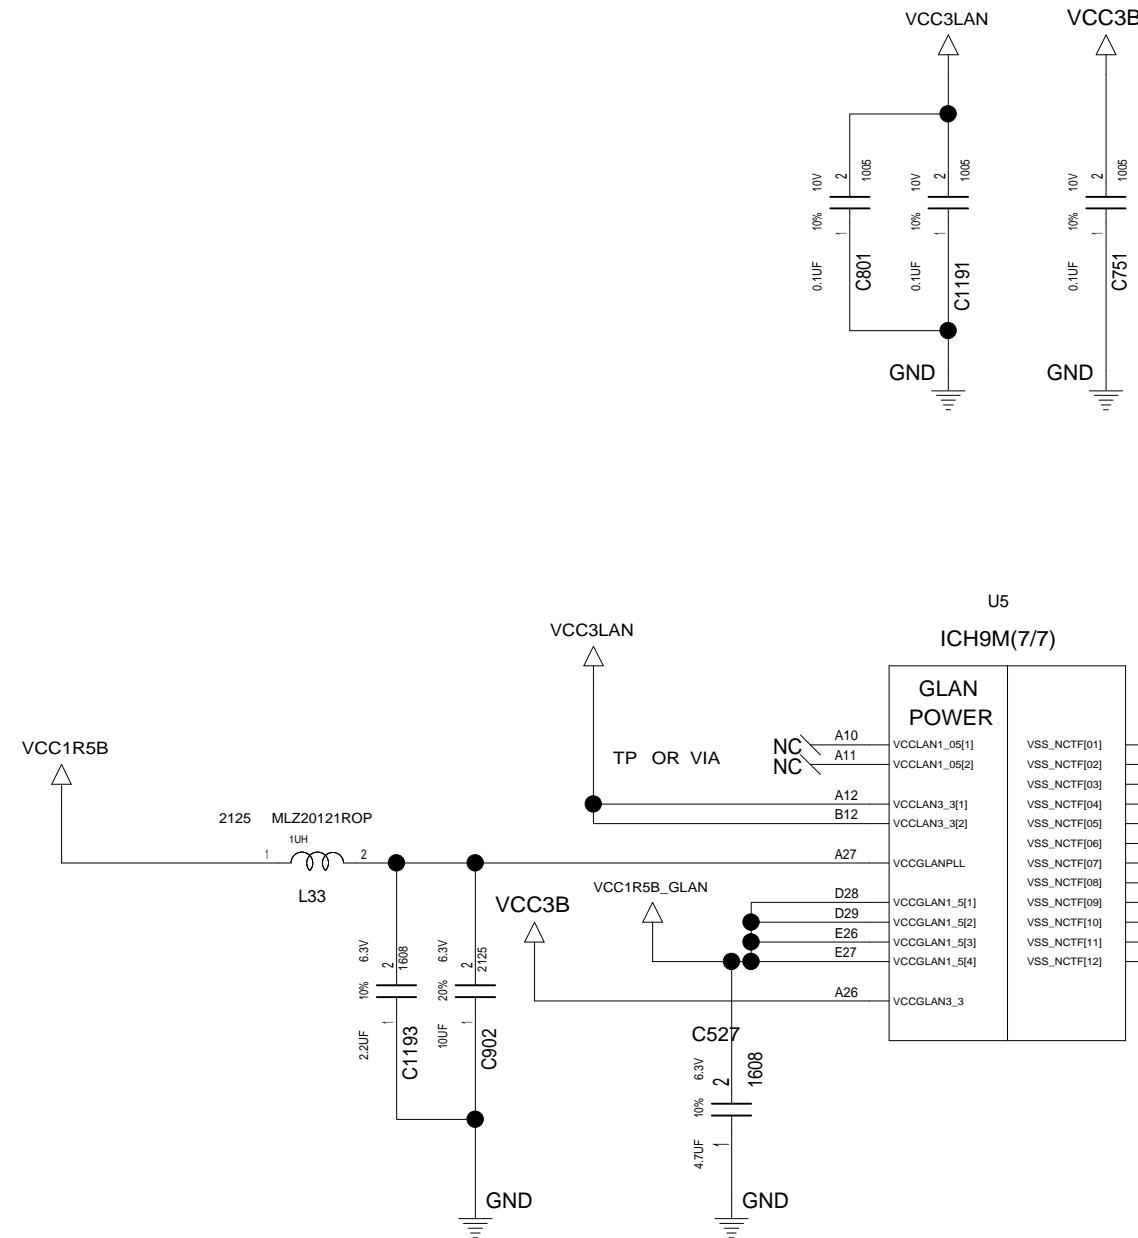 VCC3LAN
VCC3B
10V
2
1005
10%
1
0.1UF
C801
10V
2
1005
10%
1
0.1UF
C1191
10V
2
1005
10%
1
0.1UF
C751
GND
GND
U5
ICH9M(7/7)
VCC3LAN
GLAN
POWER
VCC1R5B
TP OR VIA
NC
A10
VCCLAN1_05[1]
VSS_NCTF[01]
NC
A11
VCCLAN1_05[2]
VSS_NCTF[02]
VSS_NCTF[03]
A12
VCCLAN3_3[1]
VSS_NCTF[04]
B12
VCCLAN3_3[2]
VSS_NCTF[05]
VSS_NCTF[06]
2125 MLZ20121ROP
1UH
1
2
L33
A27
VCCGLANPLL
VSS_NCTF[07]
VSS_NCTF[08]
VCC3B
VCC1R5B_GLAN
D28
VCCGLAN1_5[1]
VSS_NCTF[09]
D29
VCCGLAN1_5[2]
VSS_NCTF[10]
E26
VCCGLAN1_5[3]
VSS_NCTF[11]
E27
VCCGLAN1_5[4]
VSS_NCTF[12]
A26
VCCGLAN3_3
6.3V
2
1608
10%
1
2.2UF
C1193
6.3V
2
2125
20%
1
10UF
C902
C527
6.3V
2
1608
10%
1
4.7UF
GND
GND